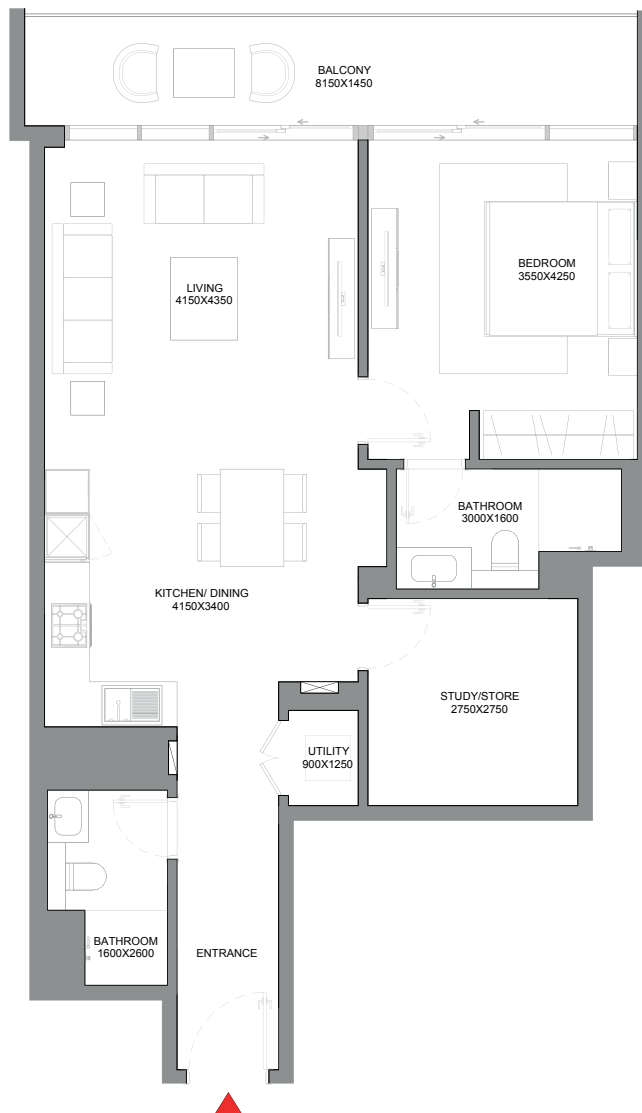 BALCONY
8150X1450
LIVING
4150X4350
BEDROOM
3550X4250
BATHROOM
3000X1600
KITCHEN/ DINING
4150X3400
STUDY/STORE
2750X2750
UTILITY
900X1250
BATHROOM
1600X2600
ENTRANCE